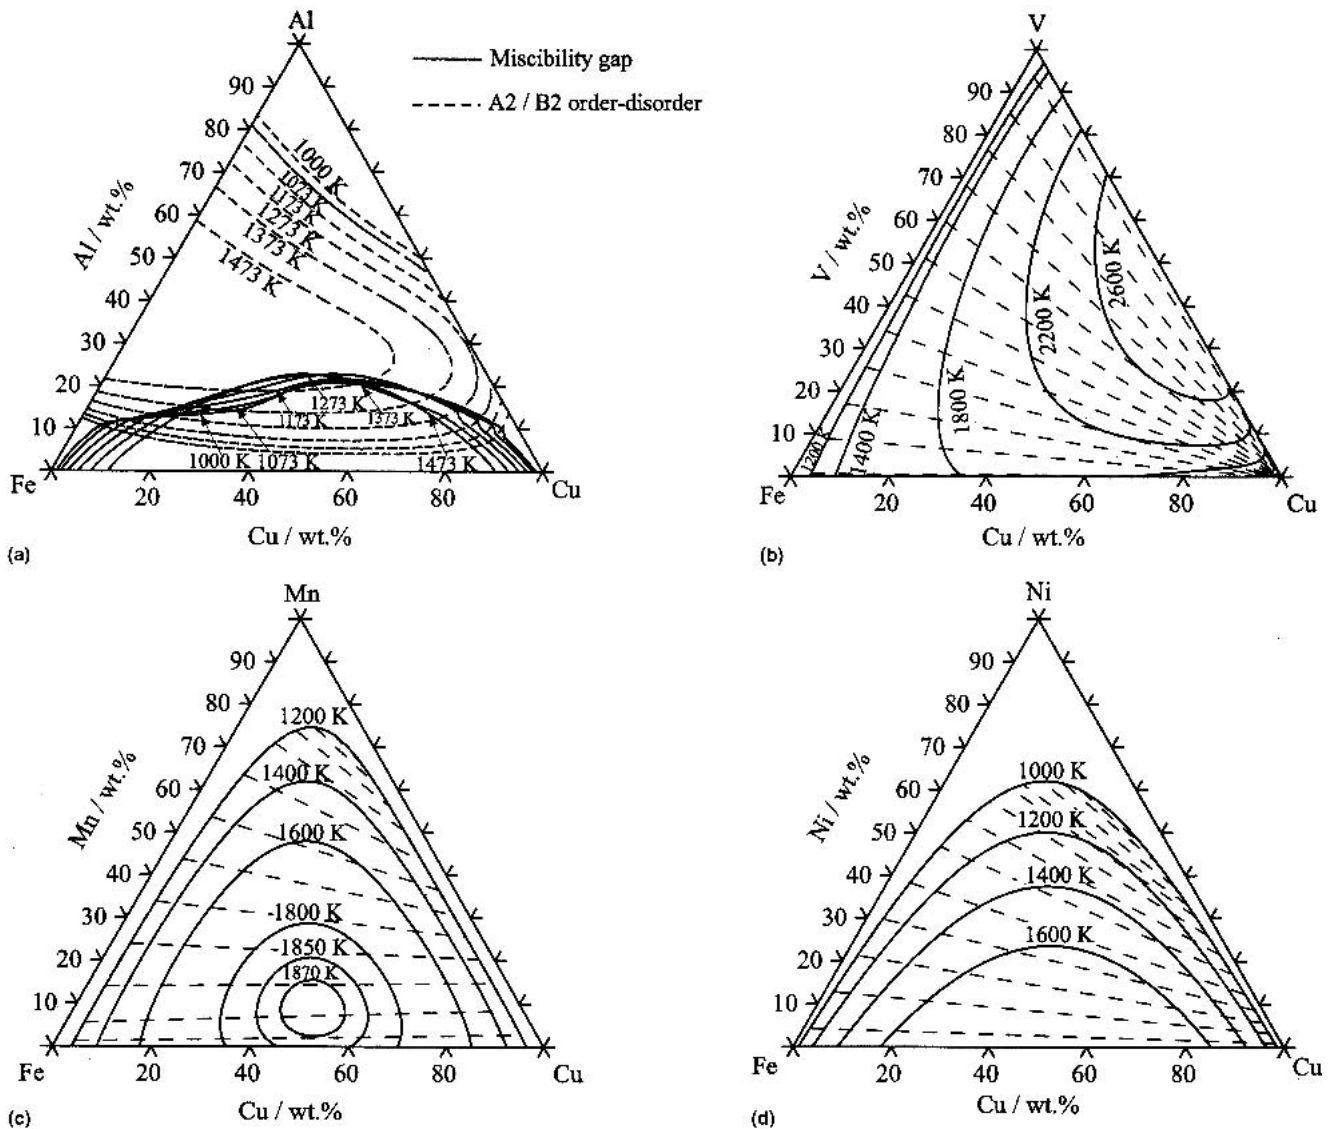 Al
Miscibility gap
A2 / B2 order-disorder
90
80
70
60
50
40
30
20
10
Al / wt.%
1000 K
1073 K
1173 K
1273 K
1373 K
1473 K
1273 K
1173 K
1373 K
1000 K
1073 K
1473 K
Fe
20
40
60
80
Cu
Cu / wt.%
(a)
V
90
80
70
60
50
40
30
20
10
V / wt.%
1200 K
1400 K
1800 K
2200 K
2600 K
Fe
20
40
60
80
Cu
Cu / wt.%
(b)
Mn
90
80
70
60
50
40
30
20
10
Mn / wt.%
1200 K
1400 K
1600 K
1800 K
1850 K
1870 K
Fe
20
40
60
80
Cu
Cu / wt.%
(c)
Ni
90
80
70
60
50
40
30
20
10
Ni / wt.%
1000 K
1200 K
1400 K
1600 K
Fe
20
40
60
80
Cu
Cu / wt.%
(d)